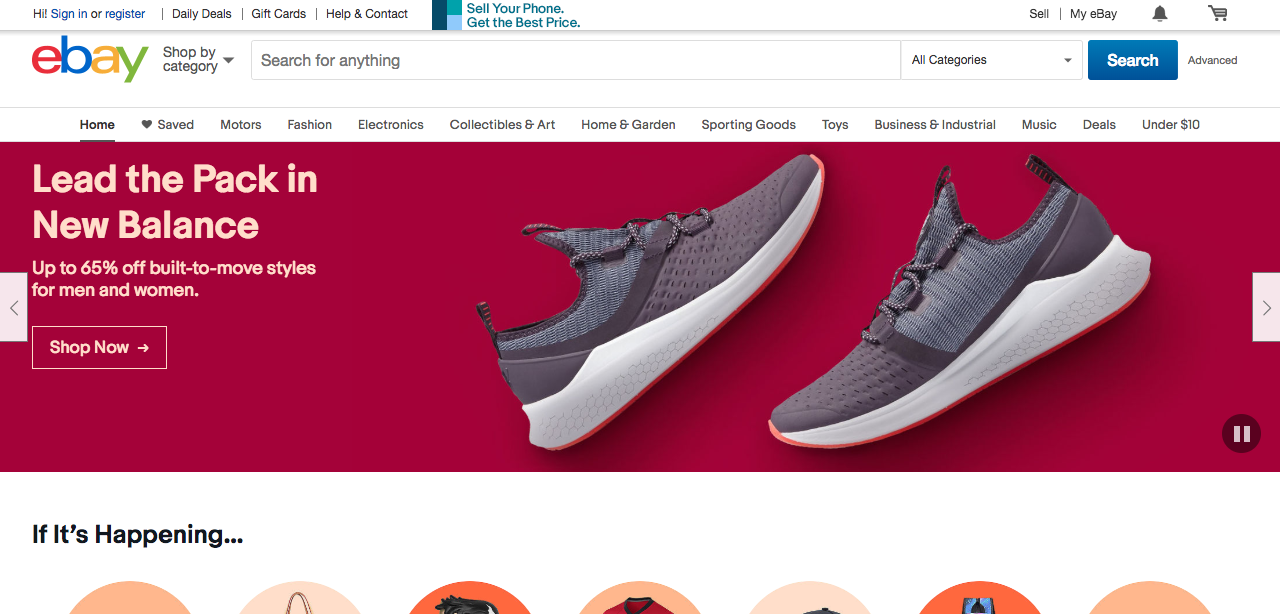 Hi! Sign in or register
Daily Deals
Gift Cards
Help & Contact
Sell Your Phone.
Get the Best Price.
Sell
My eBay
ebay
Shop by
category
Search for anything
All Categories
Search
Advanced
Home
Saved
Motors
Fashion
Electronics
Collectibles & Art
Home & Garden
Sporting Goods
Toys
Business & Industrial
Music
Deals
Under $10
Lead the Pack in
New Balance
Up to 65% off built-to-move styles
for men and women.
Shop Now →
If It's Happening...